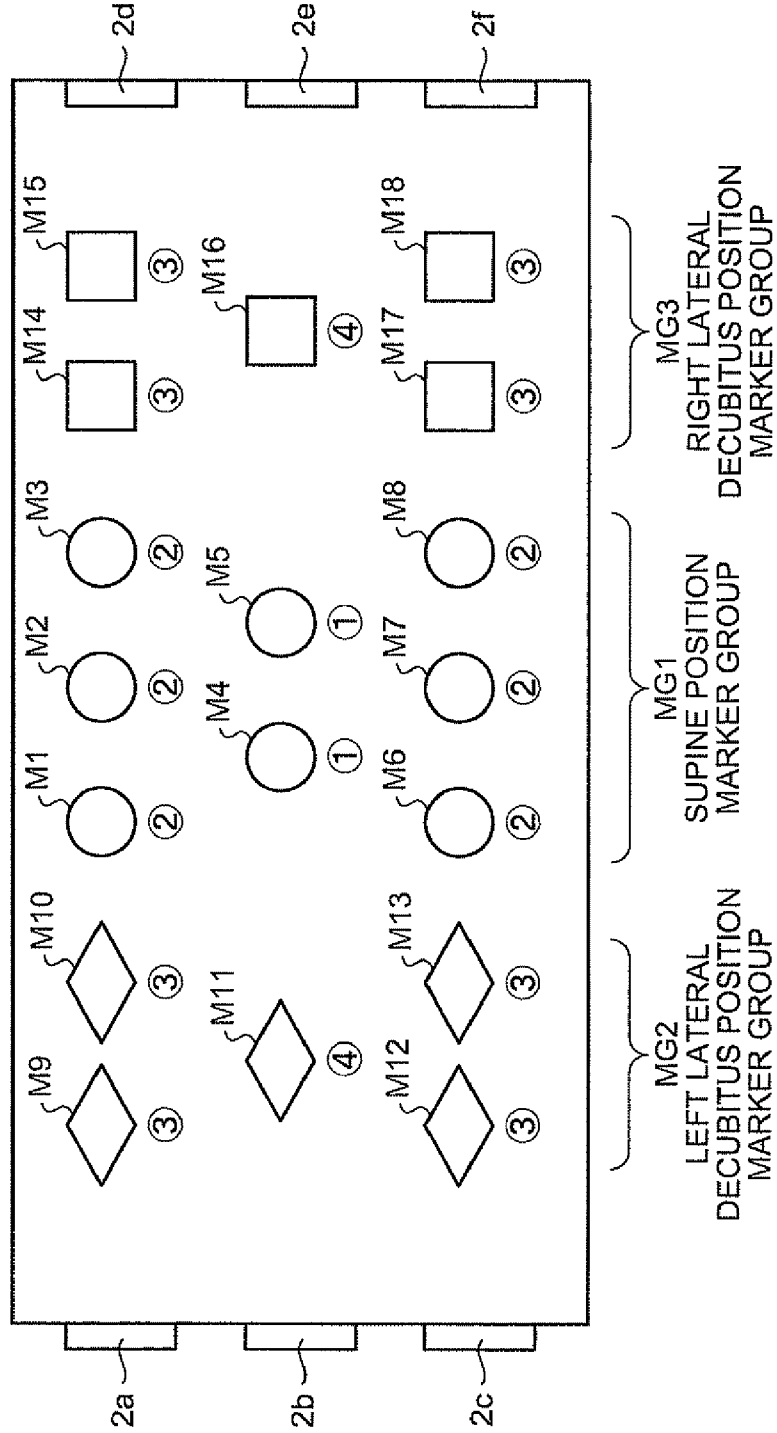 M9 M10 M1 M2 M3 M14 M15
2a 2d
③ ③ ② ② ② ③ ③
M11 M4 M5 M16
2b 2e
④ ① ① ④
M12 M13 M6 M7 M8 M17 M18
2c 2f
③ ③ ② ② ② ③ ③
MG2
LEFT LATERAL
DECUBITUS POSITION
MARKER GROUP
MG1
SUPINE POSITION
MARKER GROUP
MG3
RIGHT LATERAL
DECUBITUS POSITION
MARKER GROUP